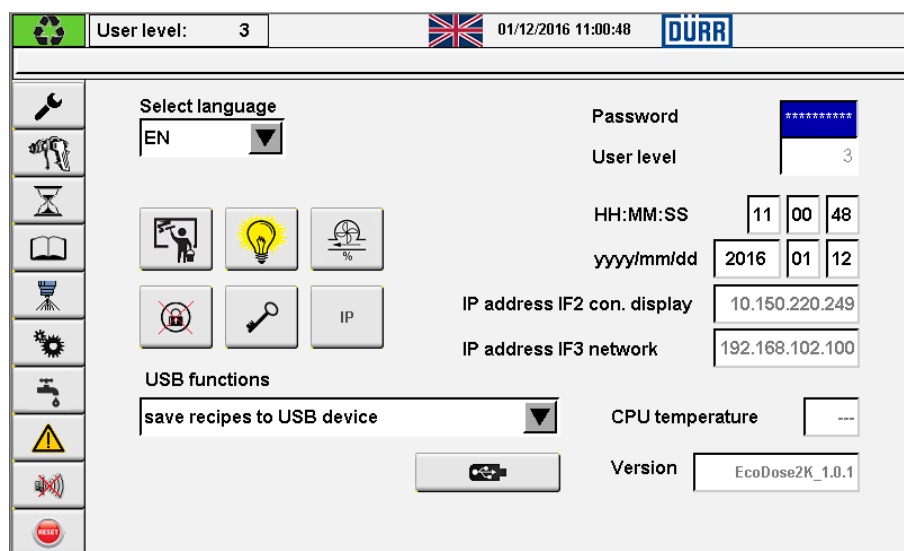 User level: 3
01/12/2016 11:00:48
DÜRR
Select language
EN
Password
**********
User level
3
HH:MM:SS
11 00 48
yyyy/mm/dd
2016 01 12
%
IP
IP address IF2 con. display
10.150.220.249
IP address IF3 network
192.168.102.100
USB functions
save recipes to USB device
CPU temperature
---
Version
EcoDose2K_1.0.1
RESET